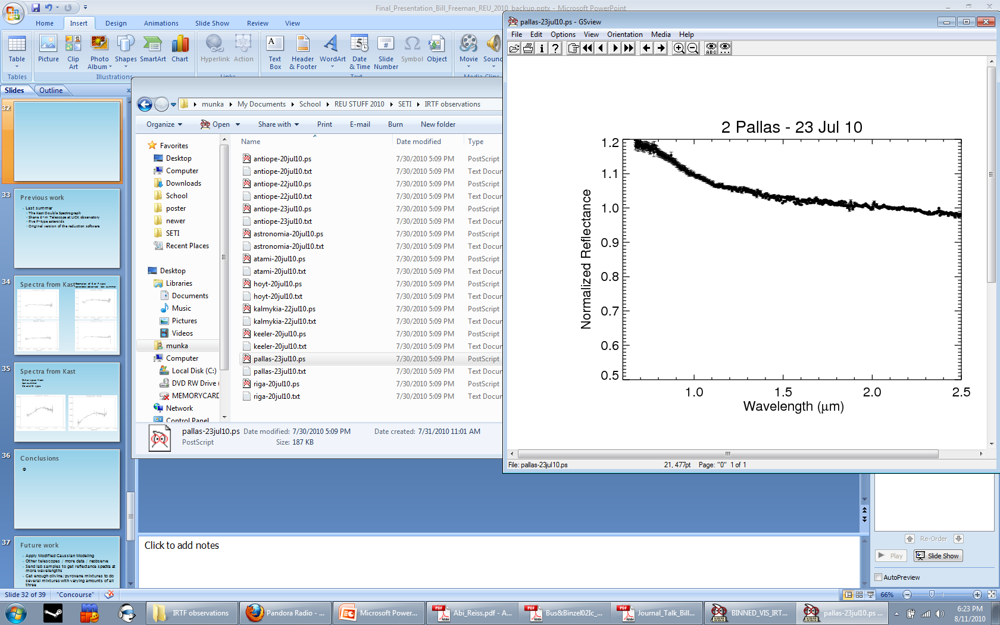 Final_Presentation_Bill_Freeman_REU_2010_backup.pptx - Microsoft PowerPoint
Home Insert Design Animations Slide Show Review View
Table Picture Clip Art Photo Album Shapes SmartArt Chart Hyperlink Action Text Box Header & Footer WordArt Date & Time Slide Number Symbol Object Movie Sound
Tables Illustrations Links Text Media Clips
Slides Outline
32
33
Previous work
Last summer
The Kast Double Spectrograph
Shane 3-m Telescope at LICK observatory
Five F-type asteroids
Original version of the reduction software
34
Spectra from Kast
35
Spectra from Kast
Other types from
last summer
36
Conclusions
37
Future work
Apply Modified Gaussian Modeling
Other telescopes / more data / reobserve
Send lab samples to get reflectance spectra at
more wavelengths
Get enough olivine/pyroxene mixtures to do
several mixtures with varying amounts of all
three
munka My Documents School REU STUFF 2010 SETI IRTF observations
Organize Open Share with Print E-mail Burn New folder
Favorites
Desktop
Computer
Downloads
School
poster
newer
SETI
Recent Places
Desktop
Libraries
Documents
Music
Pictures
Videos
munka
Computer
Local Disk (C:)
DVD RW Drive (
MEMORYCARD
Network
Control Panel
Name Date modified Type
antiope-20jul10.ps 7/30/2010 5:09 PM PostScript
antiope-20jul10.txt 7/30/2010 5:09 PM Text Docur
antiope-22jul10.ps 7/30/2010 5:09 PM PostScript
antiope-22jul10.txt 7/30/2010 5:09 PM Text Docur
antiope-23jul10.ps 7/30/2010 5:09 PM PostScript
antiope-23jul10.txt 7/30/2010 5:09 PM Text Docur
astronomia-20jul10.ps 7/30/2010 5:09 PM PostScript
astronomia-20jul10.txt 7/30/2010 5:09 PM Text Docur
atami-20jul10.ps 7/30/2010 5:09 PM PostScript
atami-20jul10.txt 7/30/2010 5:09 PM Text Docur
hoyt-20jul10.ps 7/30/2010 5:09 PM PostScript
hoyt-20jul10.txt 7/30/2010 5:09 PM Text Docur
kalmykia-22jul10.ps 7/30/2010 5:09 PM PostScript
kalmykia-22jul10.txt 7/30/2010 5:09 PM Text Docur
keeler-20jul10.ps 7/30/2010 5:09 PM PostScript
keeler-20jul10.txt 7/30/2010 5:09 PM Text Docur
pallas-23jul10.ps 7/30/2010 5:09 PM PostScript
pallas-23jul10.txt 7/30/2010 5:09 PM Text Docur
riga-20jul10.ps 7/30/2010 5:09 PM PostScript
riga-20jul10.txt 7/30/2010 5:09 PM Text Docur
pallas-23jul10.ps Date modified: 7/30/2010 5:09 PM Date created: 7/31/2010 11:01 AM
PostScript Size: 187 KB
pallas-23jul10.ps - GSview
File Edit Options View Orientation Media Help
2 Pallas - 23 Jul 10
1.2
1.1
1.0
0.9
0.8
0.7
0.6
0.5
Normalized Reflectance
1.0 1.5 2.0 2.5
Wavelength (μm)
File: pallas-23jul10.ps 21, 477pt Page: "0" 1 of 1
Click to add notes
Re-Order
Play Slide Show
AutoPreview
Slide 32 of 39 "Concourse" 66%
IRTF observations Pandora Radio - ... Microsoft Power... Abi_Reiss.pdf - A... Bus&Binzel02Ic_... Journal_Talk_Bill... BINNED_VIS_IRT... pallas-23jul10.ps ...
6:23 PM
8/11/2010